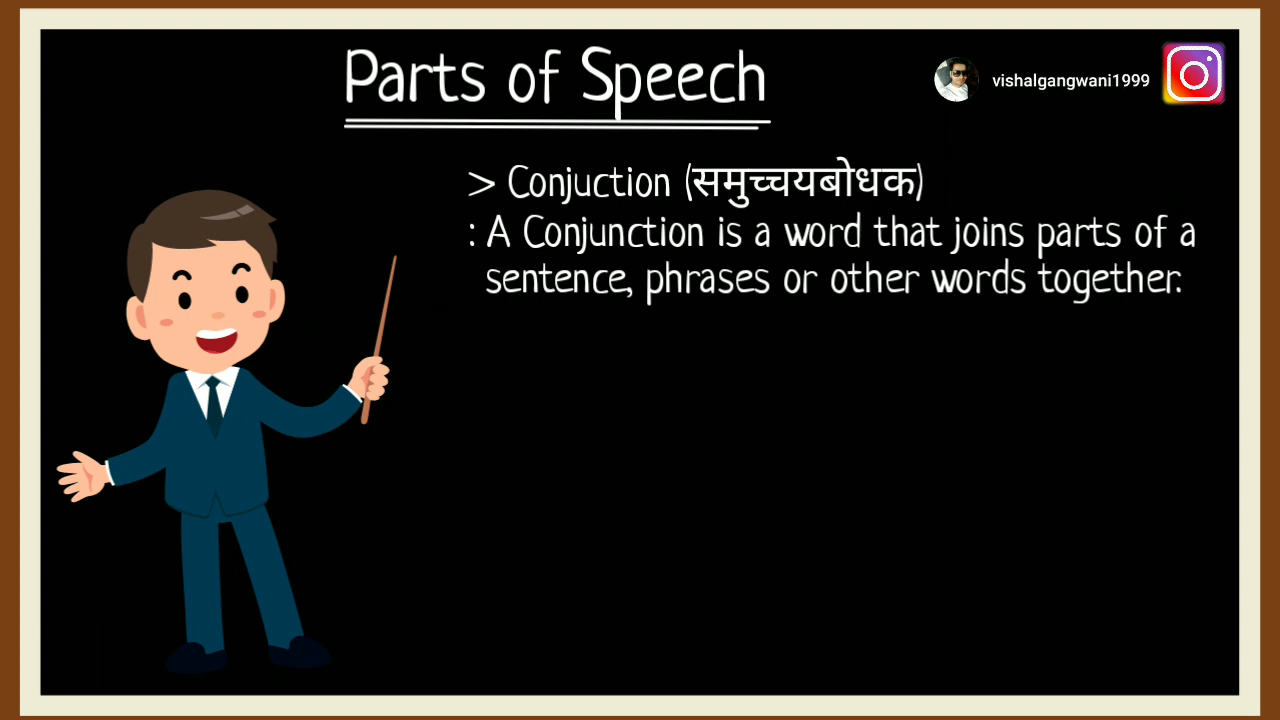 Parts of Speech
vishalgangwani1999
> Conjuction (समुच्चयबोधक)
: A Conjunction is a word that joins parts of a
sentence, phrases or other words together.